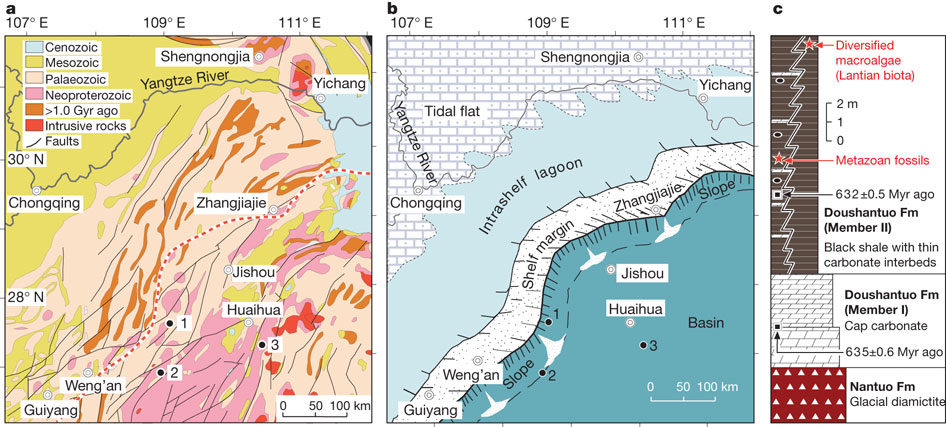 a
107° E
109° E
111° E
Cenozoic
Mesozoic
Palaeozoic
Neoproterozoic
>1.0 Gyr ago
Intrusive rocks
Faults
Shengnongjia
Yangtze River
Yichang
30° N
Chongqing
Zhangjiajie
Jishou
28° N
Huaihua
1
3
2
Weng'an
Guiyang
0 50 100 km
b
107° E
109° E
111° E
Shengnongjia
Yichang
Tidal flat
Yangtze River
Intrashelf lagoon
Chongqing
Zhangjiajie
Slope
Shelf margin
Jishou
Huaihua
Basin
1
3
2
Weng'an
Slope
Guiyang
0 50 100 km
c
Diversified
macroalgae
(Lantian biota)
2 m
1
0
Metazoan fossils
632±0.5 Myr ago
Doushantuo Fm
(Member II)
Black shale with thin
carbonate interbeds
Doushantuo Fm
(Member I)
Cap carbonate
635±0.6 Myr ago
Nantuo Fm
Glacial diamictite